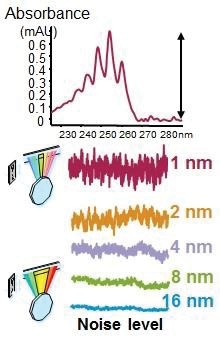 Absorbance
(mAU)
0.6
0.5
0.4
0.3
0.2
0.1
0
230 240 250 260 270 280nm
1 nm
2 nm
4 nm
8 nm
16 nm
Noise level